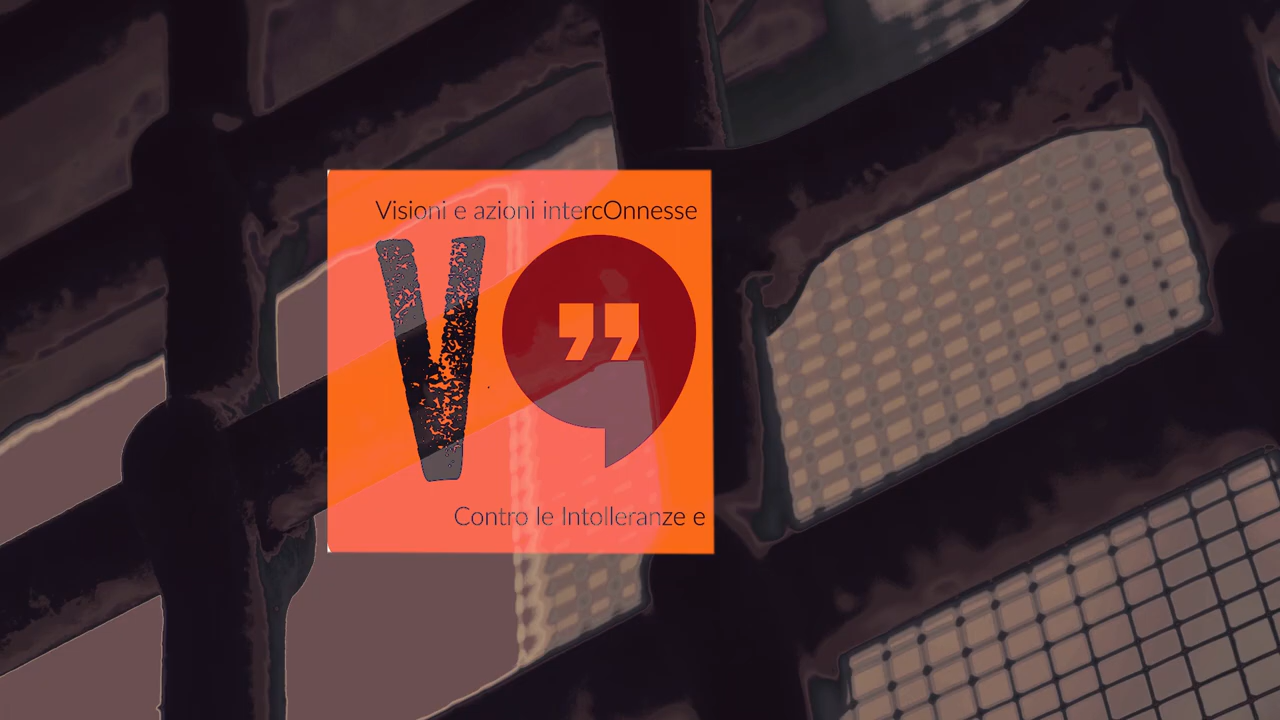 Visioni e azioni intercOnnesse
V ”
Contro le Intolleranze e